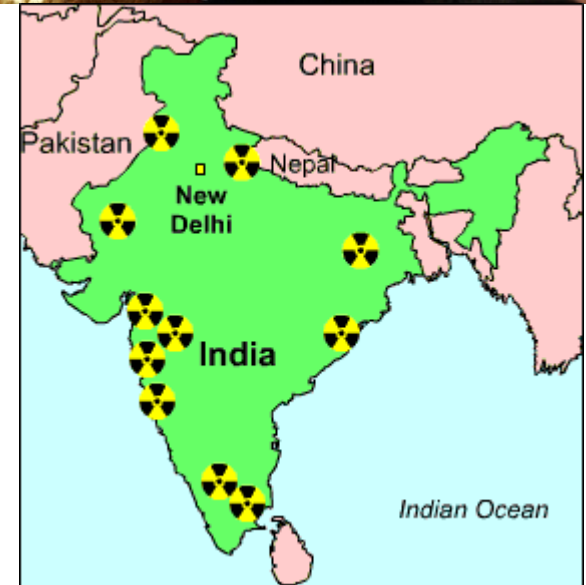 China
Pakistan
Nepal
New
Delhi
India
Indian Ocean